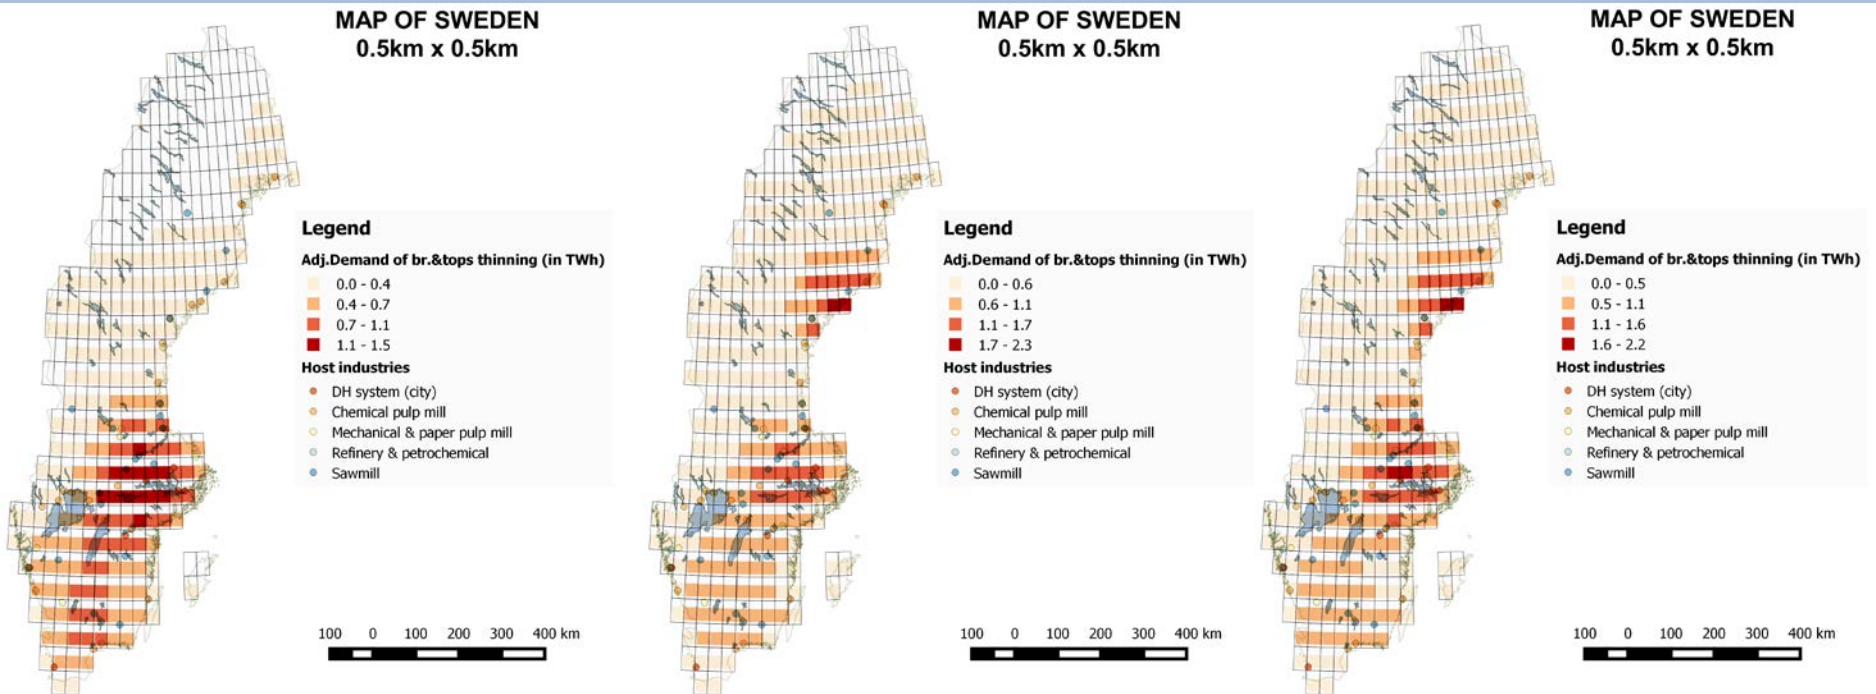 MAP OF SWEDEN
0.5km x 0.5km
Legend
Adj.Demand of br.&tops thinning (in TWh)
0.0 - 0.4
0.4 - 0.7
0.7 - 1.1
1.1 - 1.5
Host industries
DH system (city)
Chemical pulp mill
Mechanical & paper pulp mill
Refinery & petrochemical
Sawmill
100 0 100 200 300 400 km
MAP OF SWEDEN
0.5km x 0.5km
Legend
Adj.Demand of br.&tops thinning (in TWh)
0.0 - 0.6
0.6 - 1.1
1.1 - 1.7
1.7 - 2.3
Host industries
DH system (city)
Chemical pulp mill
Mechanical & paper pulp mill
Refinery & petrochemical
Sawmill
100 0 100 200 300 400 km
MAP OF SWEDEN
0.5km x 0.5km
Legend
Adj.Demand of br.&tops thinning (in TWh)
0.0 - 0.5
0.5 - 1.1
1.1 - 1.6
1.6 - 2.2
Host industries
DH system (city)
Chemical pulp mill
Mechanical & paper pulp mill
Refinery & petrochemical
Sawmill
100 0 100 200 300 400 km